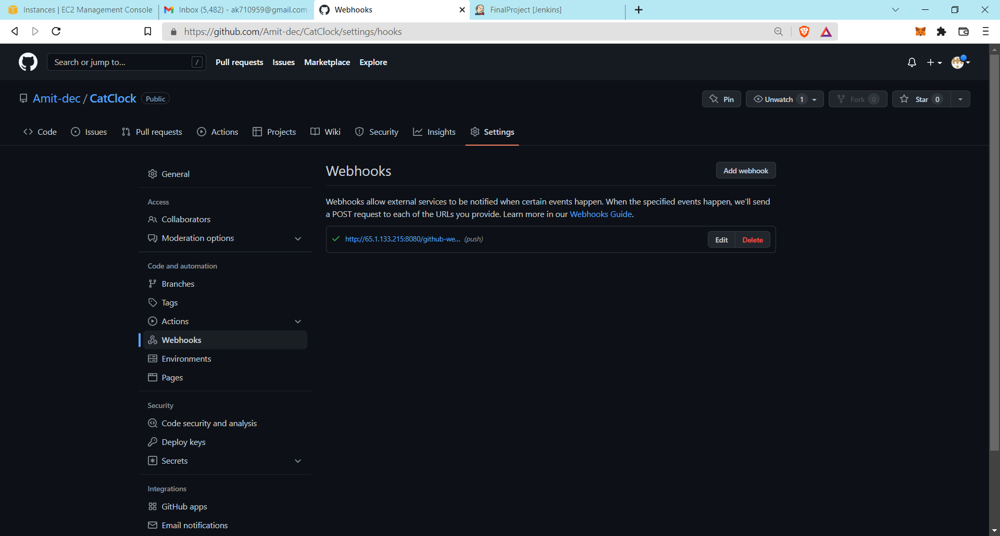 Instances | EC2 Management Console
Inbox (5,482) - ak710959@gmail.com
Webhooks
FinalProject [Jenkins]
https://github.com/Amit-dec/CatClock/settings/hooks
Search or jump to...
/
Pull requests
Issues
Marketplace
Explore
Amit-dec / CatClock
Public
Pin
Unwatch 1
Fork 0
Star 0
Code
Issues
Pull requests
Actions
Projects
Wiki
Security
Insights
Settings
General
Access
Collaborators
Moderation options
Code and automation
Branches
Tags
Actions
Webhooks
Environments
Pages
Security
Code security and analysis
Deploy keys
Secrets
Integrations
GitHub apps
Email notifications
Webhooks
Add webhook
Webhooks allow external services to be notified when certain events happen. When the specified events happen, we'll send
a POST request to each of the URLs you provide. Learn more in our Webhooks Guide.
http://65.1.133.215:8080/github-we... (push)
Edit
Delete